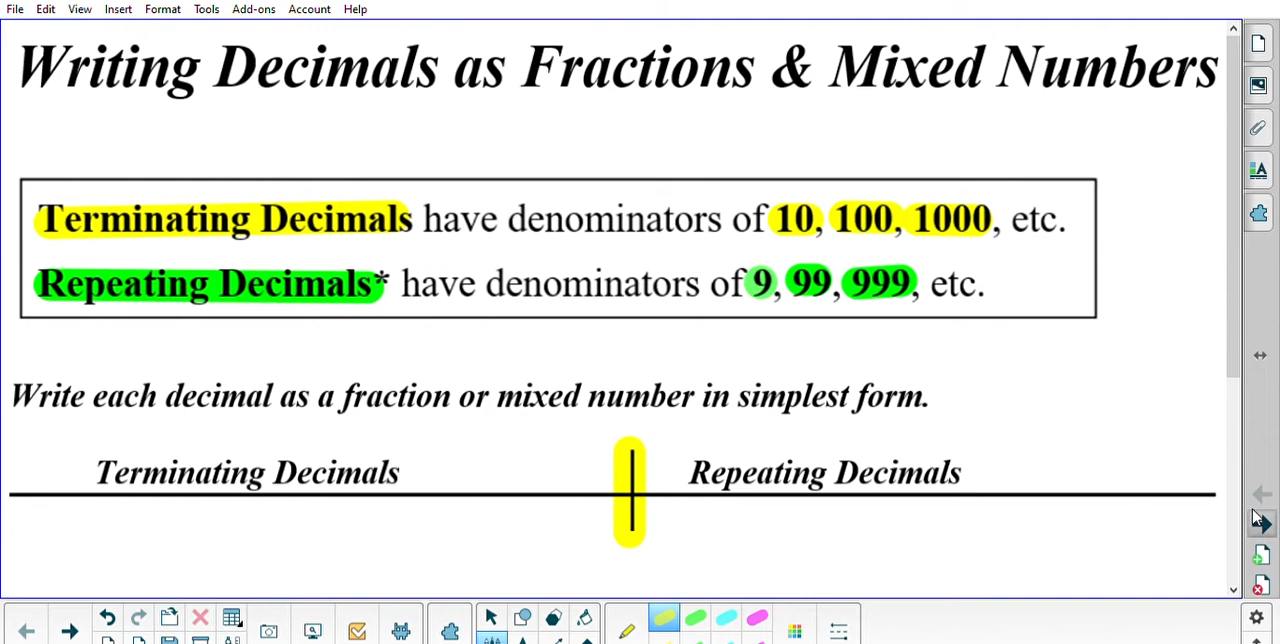 File Edit View Insert Format Tools Add-ons Account Help
Writing Decimals as Fractions & Mixed Numbers
Terminating Decimals have denominators of 10, 100, 1000, etc.
Repeating Decimals* have denominators of 9, 99, 999, etc.
Write each decimal as a fraction or mixed number in simplest form.
Terminating Decimals Repeating Decimals